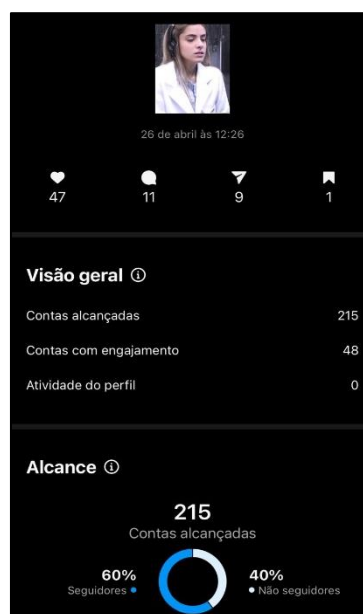 26 de abril às 12:26
47 11 9 1
Visão geral
Contas alcançadas 215
Contas com engajamento 48
Atividade do perfil 0
Alcance
215
Contas alcançadas
60% 40%
Seguidores Não seguidores